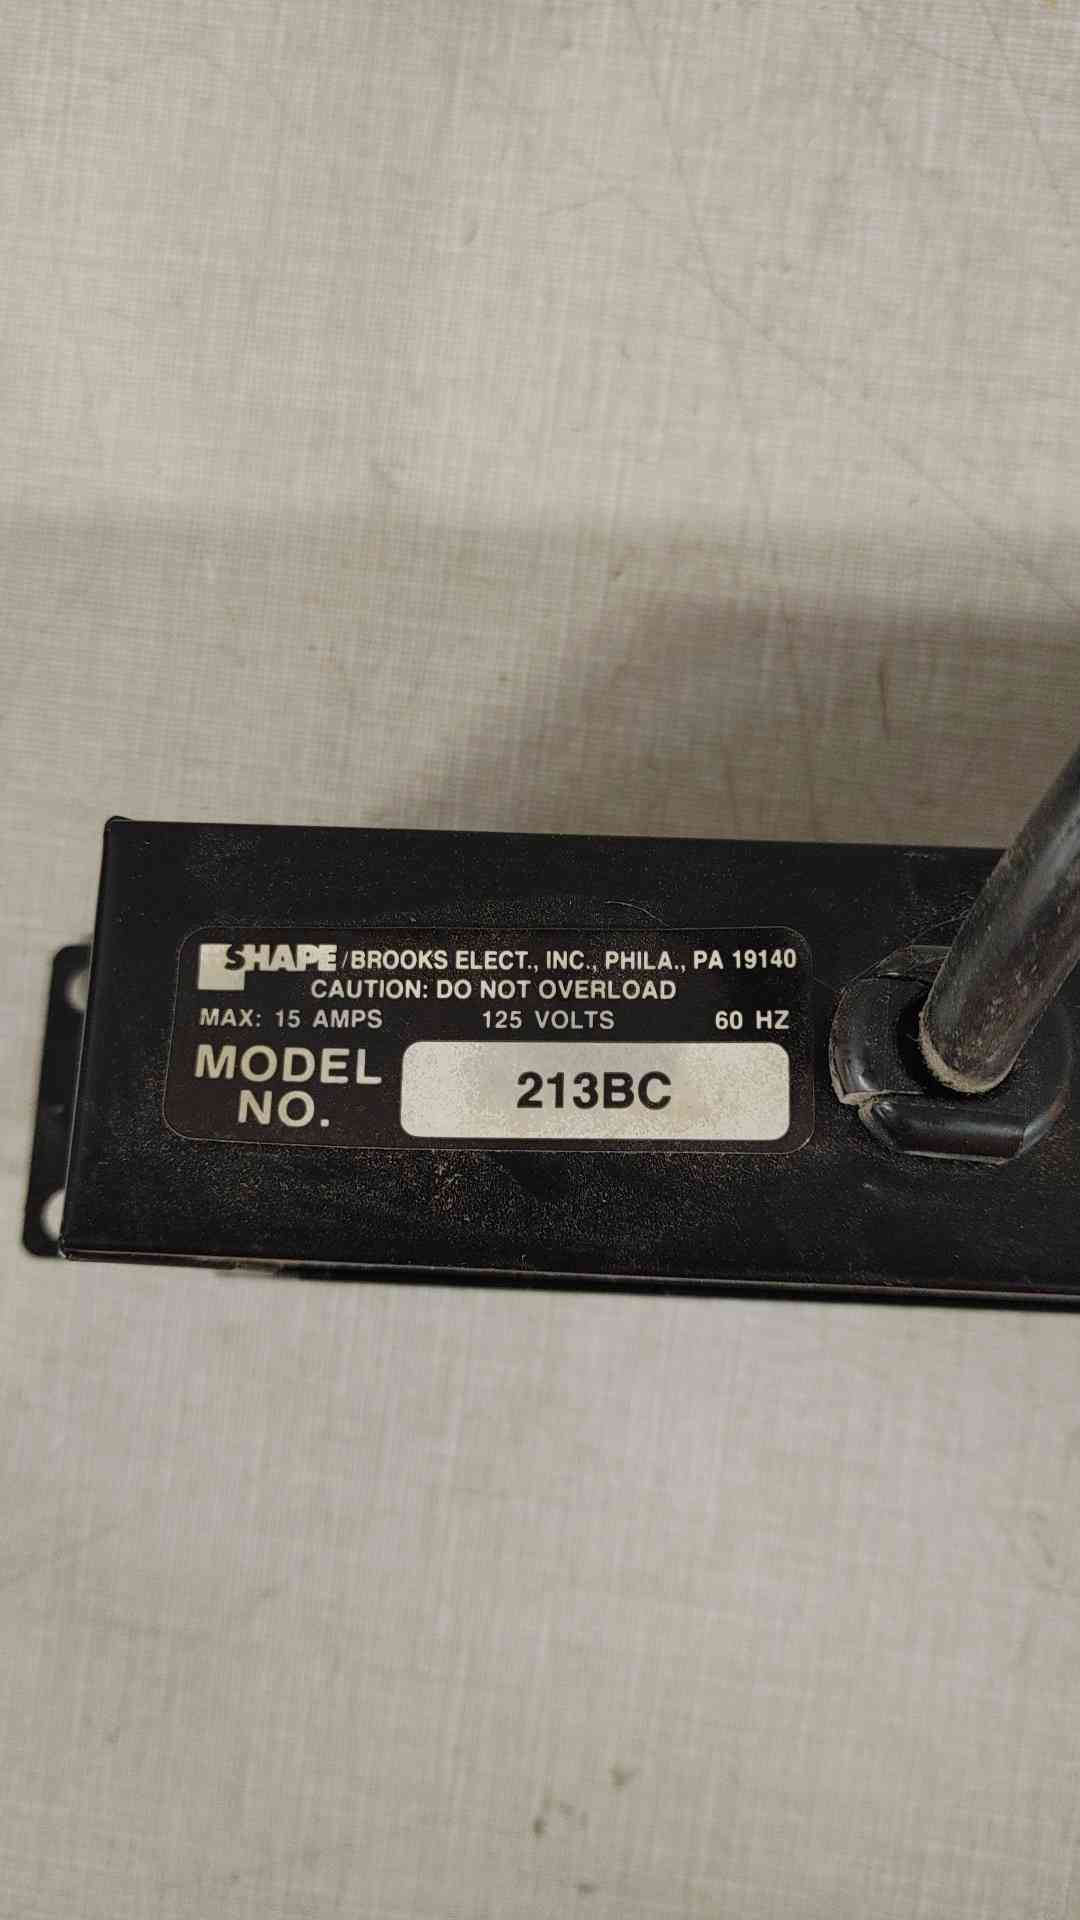 SHAPE/BROOKS ELECT., INC., PHILA., PA 19140
CAUTION: DO NOT OVERLOAD
MAX: 15 AMPS 125 VOLTS 60 HZ
MODEL NO. 213BC